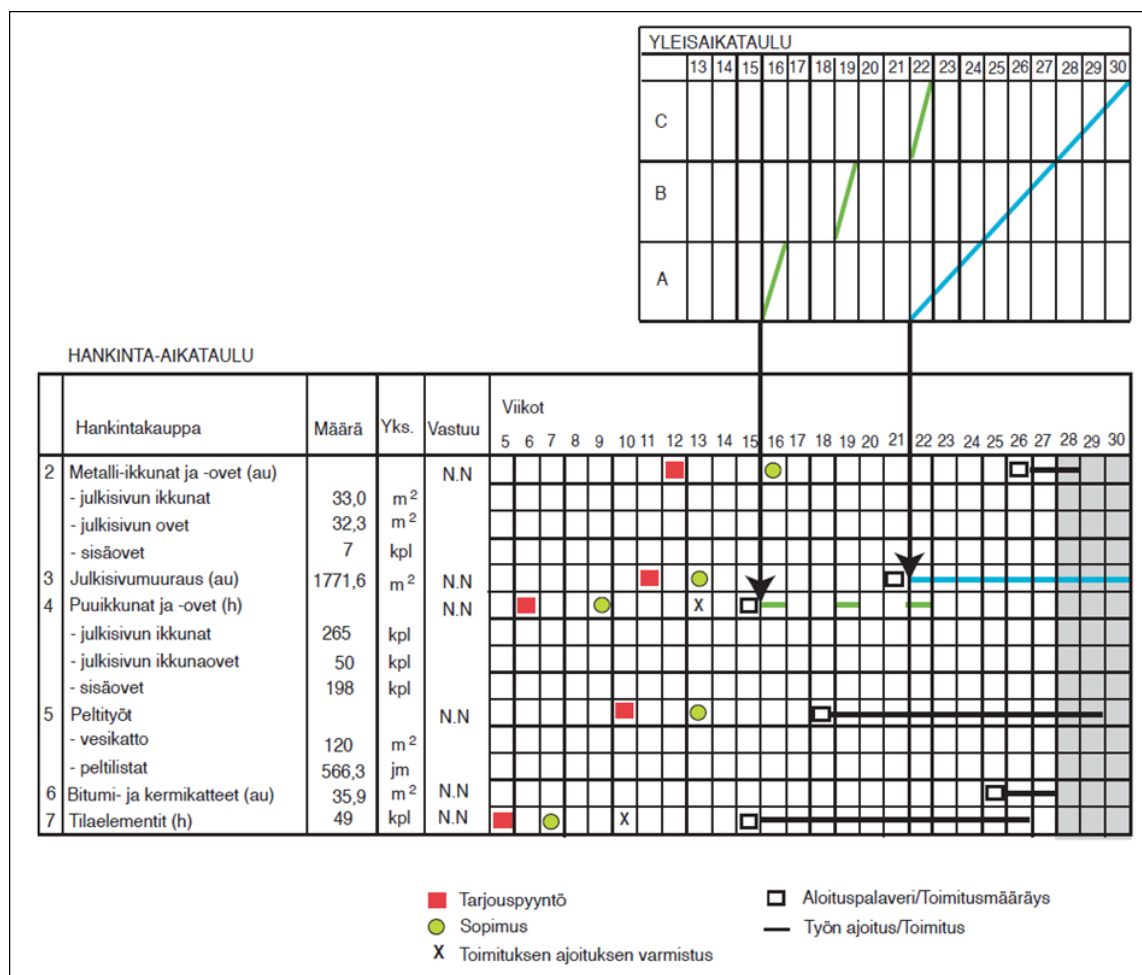 YLEISAIKATAULU
13 14 15 16 17 18 19 20 21 22 23 24 25 26 27 28 29 30
C
B
A
HANKINTA-AIKATAULU
Hankintakauppa Määrä Yks. Vastuu Viikot
5 6 7 8 9 10 11 12 13 14 15 16 17 18 19 20 21 22 23 24 25 26 27 28 29 30
2 Metalli-ikkunat ja -ovet (au) N.N
- julkisivun ikkunat 33,0 m²
- julkisivun ovet 32,3 m²
- sisäovet 7 kpl
3 Julkisivumuuraus (au) 1771,6 m² N.N
4 Puuikkunat ja -ovet (h) N.N X
- julkisivun ikkunat 265 kpl
- julkisivun ikkunaovet 50 kpl
- sisäovet 198 kpl
5 Peltityöt N.N
- vesikatto 120 m²
- peltilistat 566,3 jm
6 Bitumi- ja kermikatteet (au) 35,9 m² N.N
7 Tilaelementit (h) 49 kpl N.N X
Tarjouspyyntö
Sopimus
X Toimituksen ajoituksen varmistus
Aloituspalaveri/Toimitusmääräys
Työn ajoitus/Toimitus